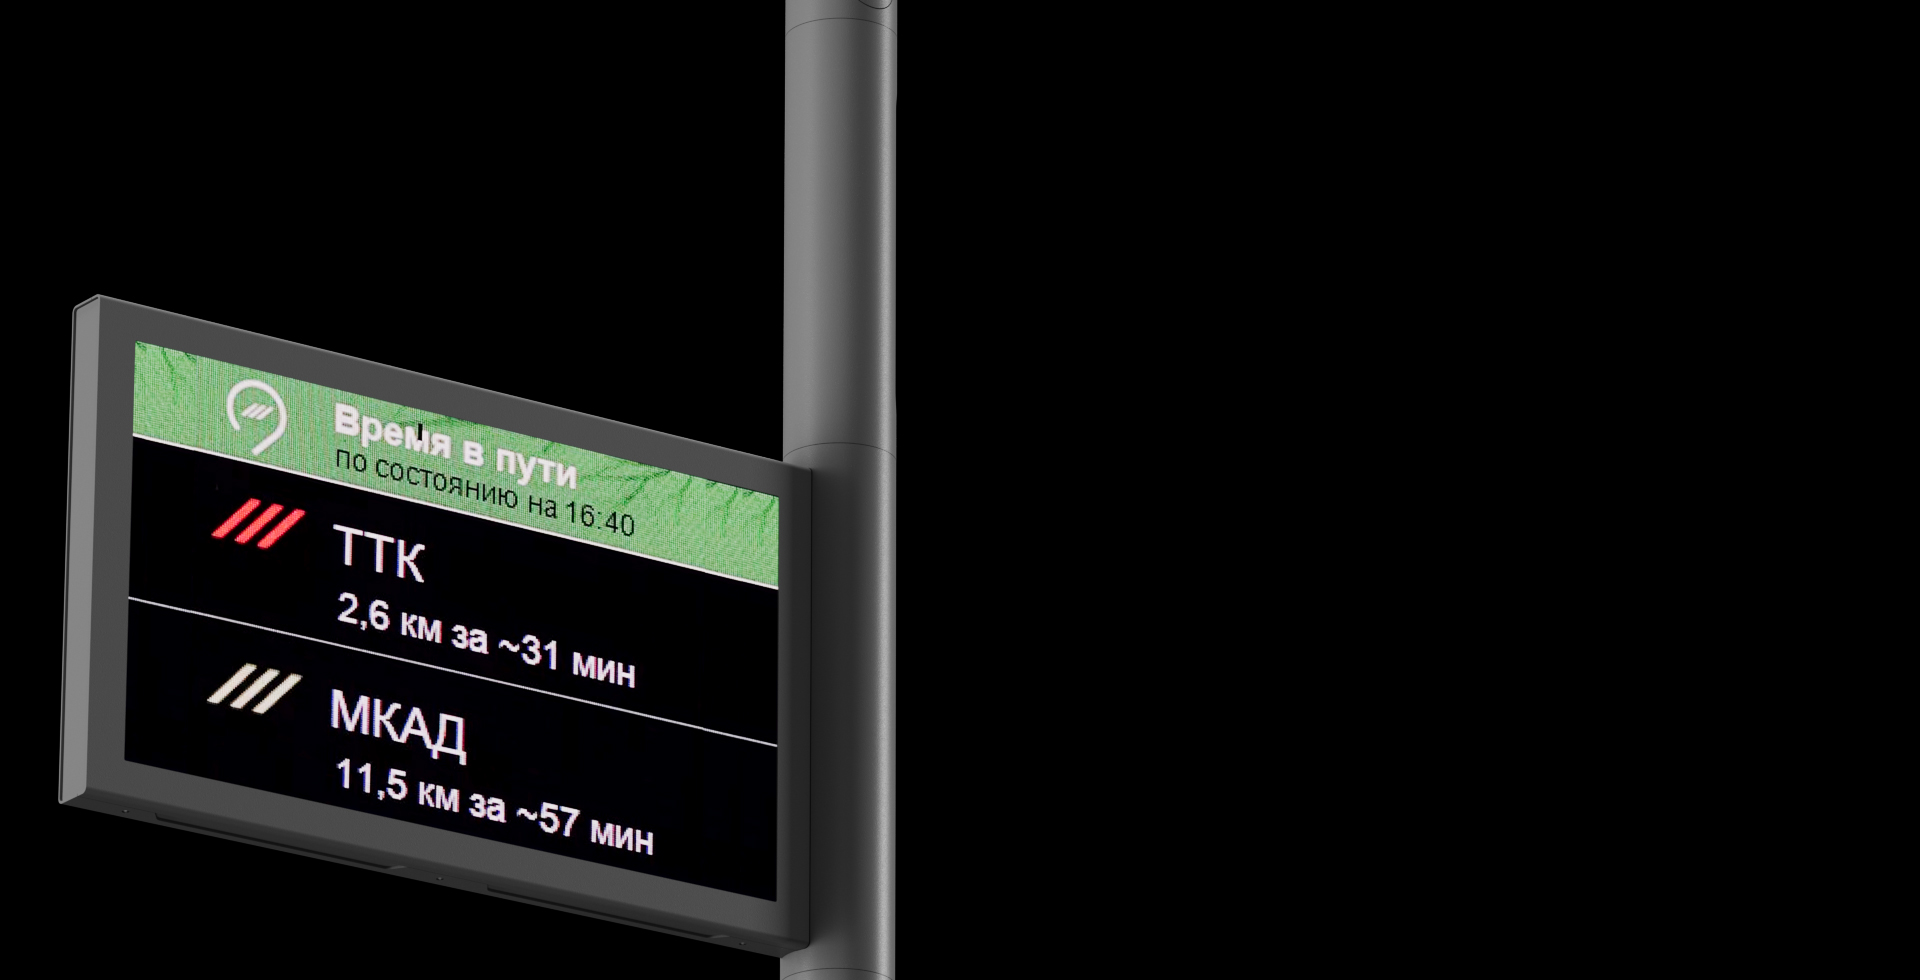 Время в пути
по состоянию на 16:40
ТТК
2,6 км за ~31 мин
МКАД
11,5 км за ~57 мин